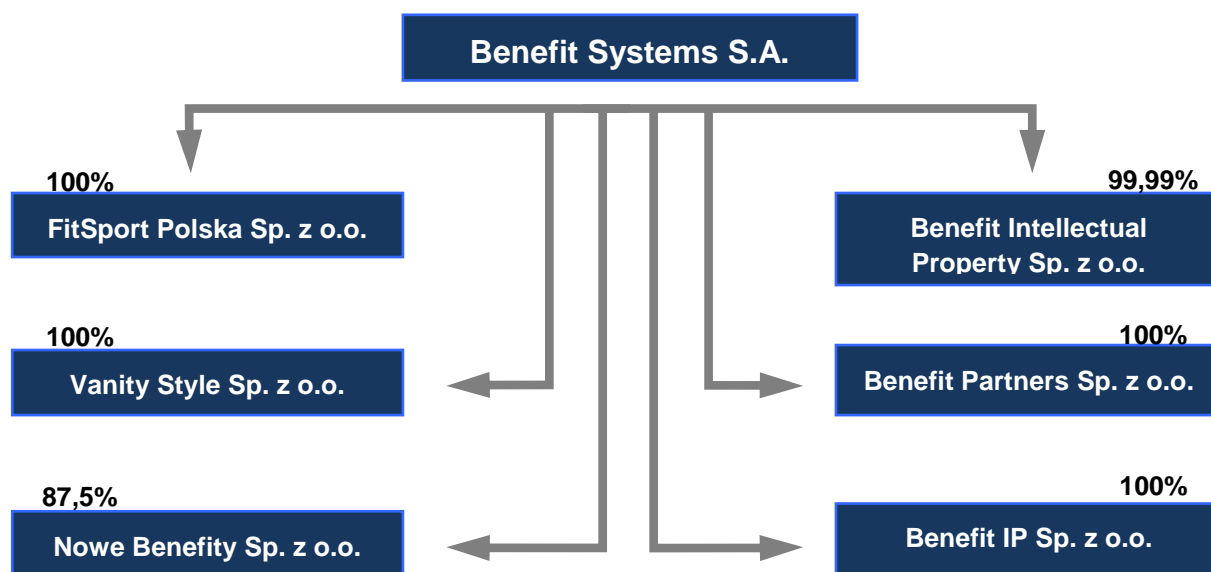 Benefit Systems S.A.
100%
FitSport Polska Sp. z o.o.
99,99%
Benefit Intellectual
Property Sp. z o.o.
100%
Vanity Style Sp. z o.o.
100%
Benefit Partners Sp. z o.o.
87,5%
Nowe Benefity Sp. z o.o.
100%
Benefit IP Sp. z o.o.